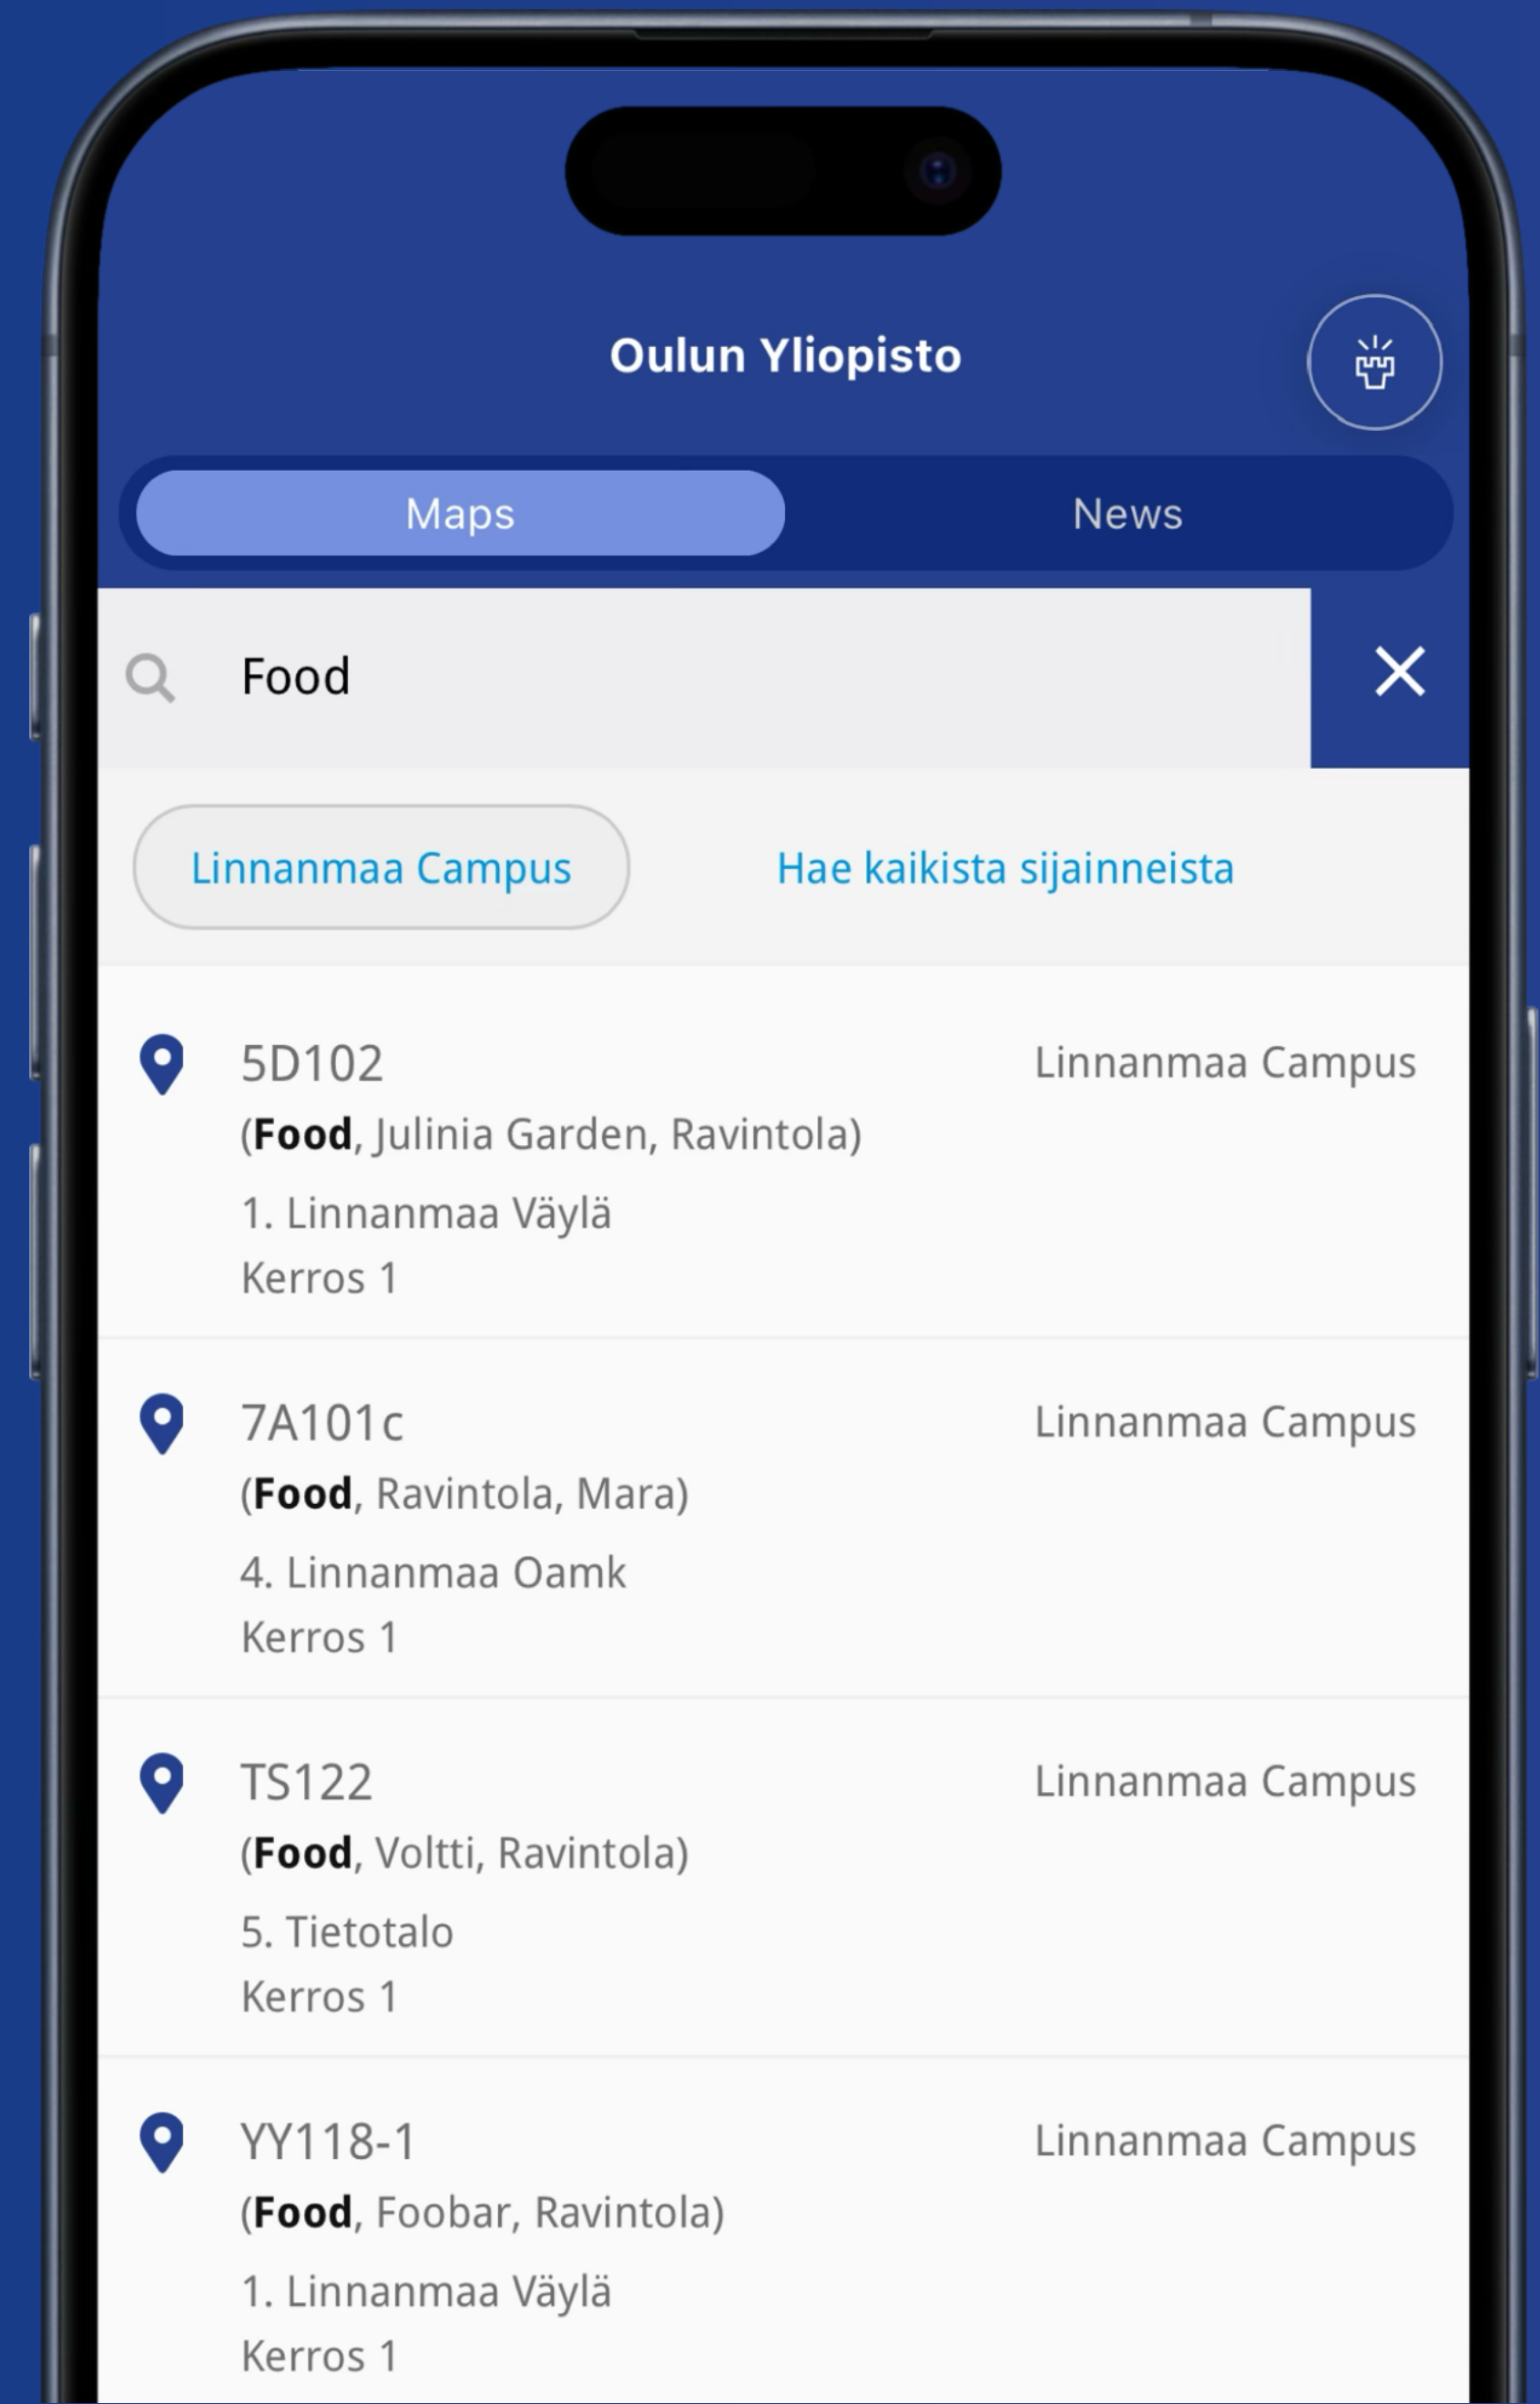 Oulun Yliopisto
Maps
News
Food
Linnanmaa Campus
Hae kaikista sijainneista
5D102
Linnanmaa Campus
(Food, Julinia Garden, Ravintola)
1. Linnanmaa Väylä
Kerros 1
7A101c
Linnanmaa Campus
(Food, Ravintola, Mara)
4. Linnanmaa Oamk
Kerros 1
TS122
Linnanmaa Campus
(Food, Voltti, Ravintola)
5. Tietotalo
Kerros 1
YY118-1
Linnanmaa Campus
(Food, Foobar, Ravintola)
1. Linnanmaa Väylä
Kerros 1